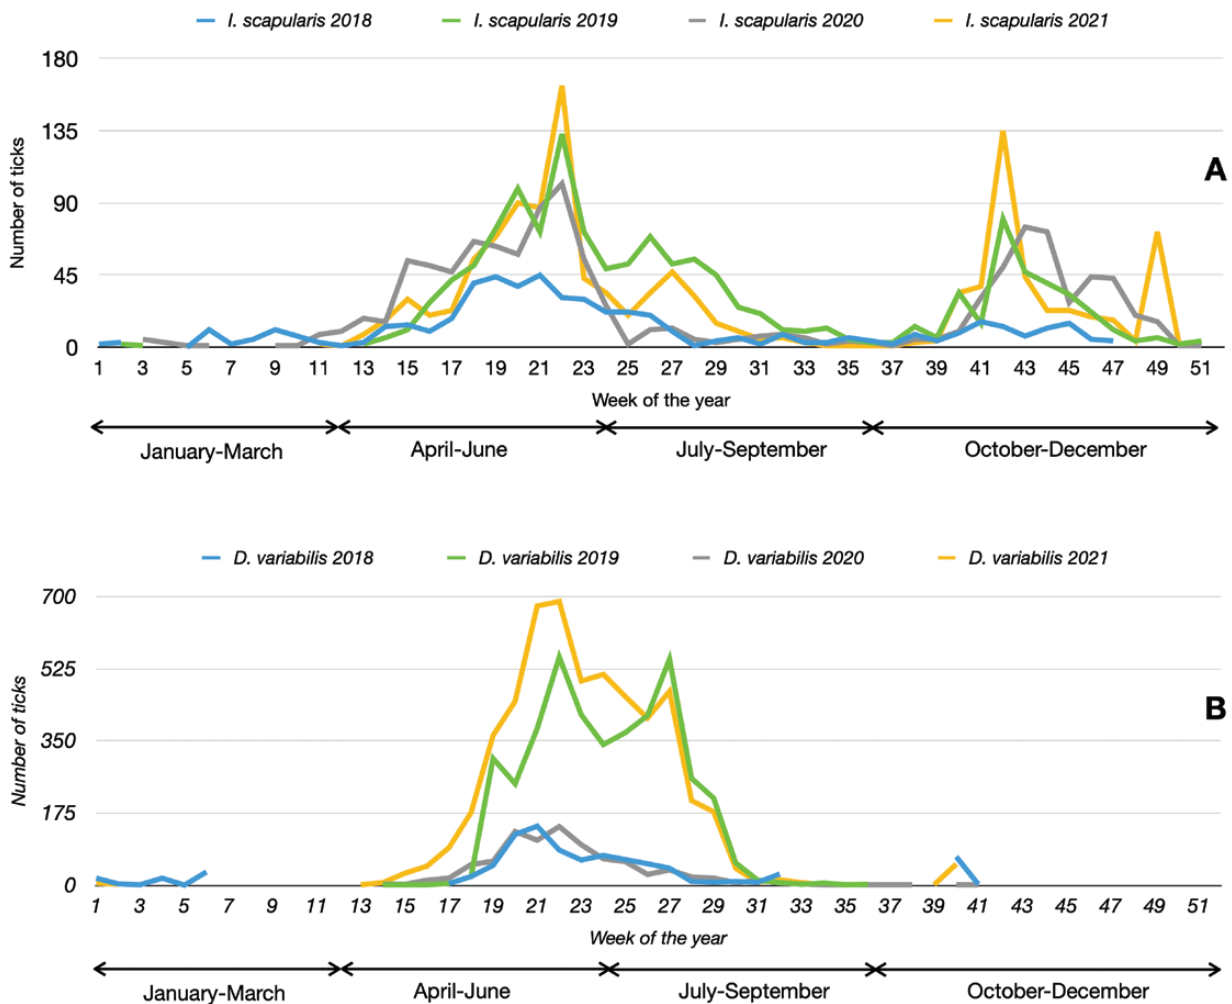 I. scapularis 2018 I. scapularis 2019 I. scapularis 2020 I. scapularis 2021
180
135
90
45
0
Number of ticks
A
1 3 5 7 9 11 13 15 17 19 21 23 25 27 29 31 33 35 37 39 41 43 45 47 49 51
Week of the year
January-March April-June July-September October-December
D. variabilis 2018 D. variabilis 2019 D. variabilis 2020 D. variabilis 2021
700
525
350
175
0
Number of ticks
B
1 3 5 7 9 11 13 15 17 19 21 23 25 27 29 31 33 35 37 39 41 43 45 47 49 51
Week of the year
January-March April-June July-September October-December